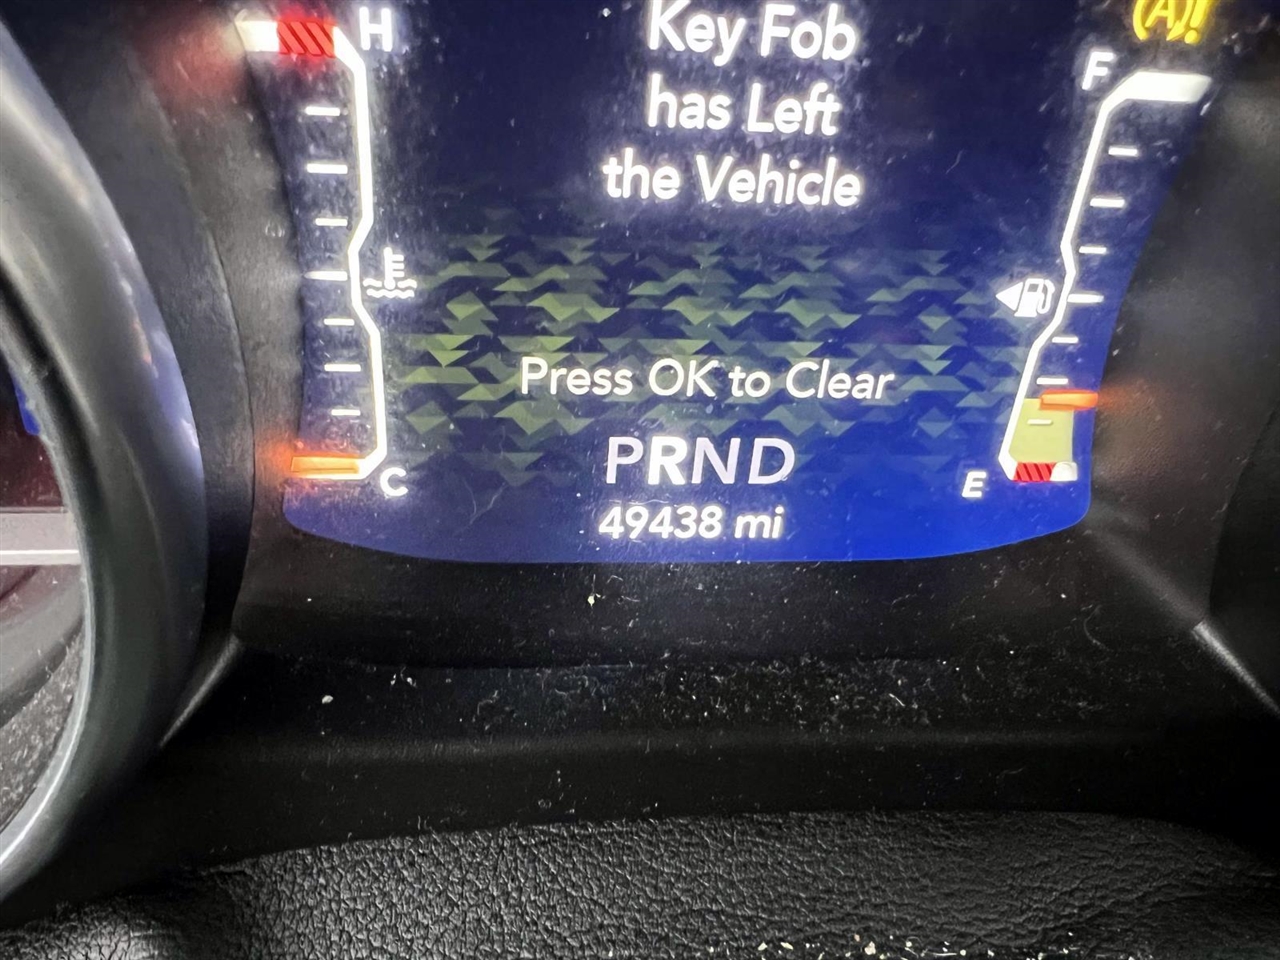 H
(A)!
F
Key Fob
has Left
the Vehicle
Press OK to Clear
PRND
C
E
49438 mi